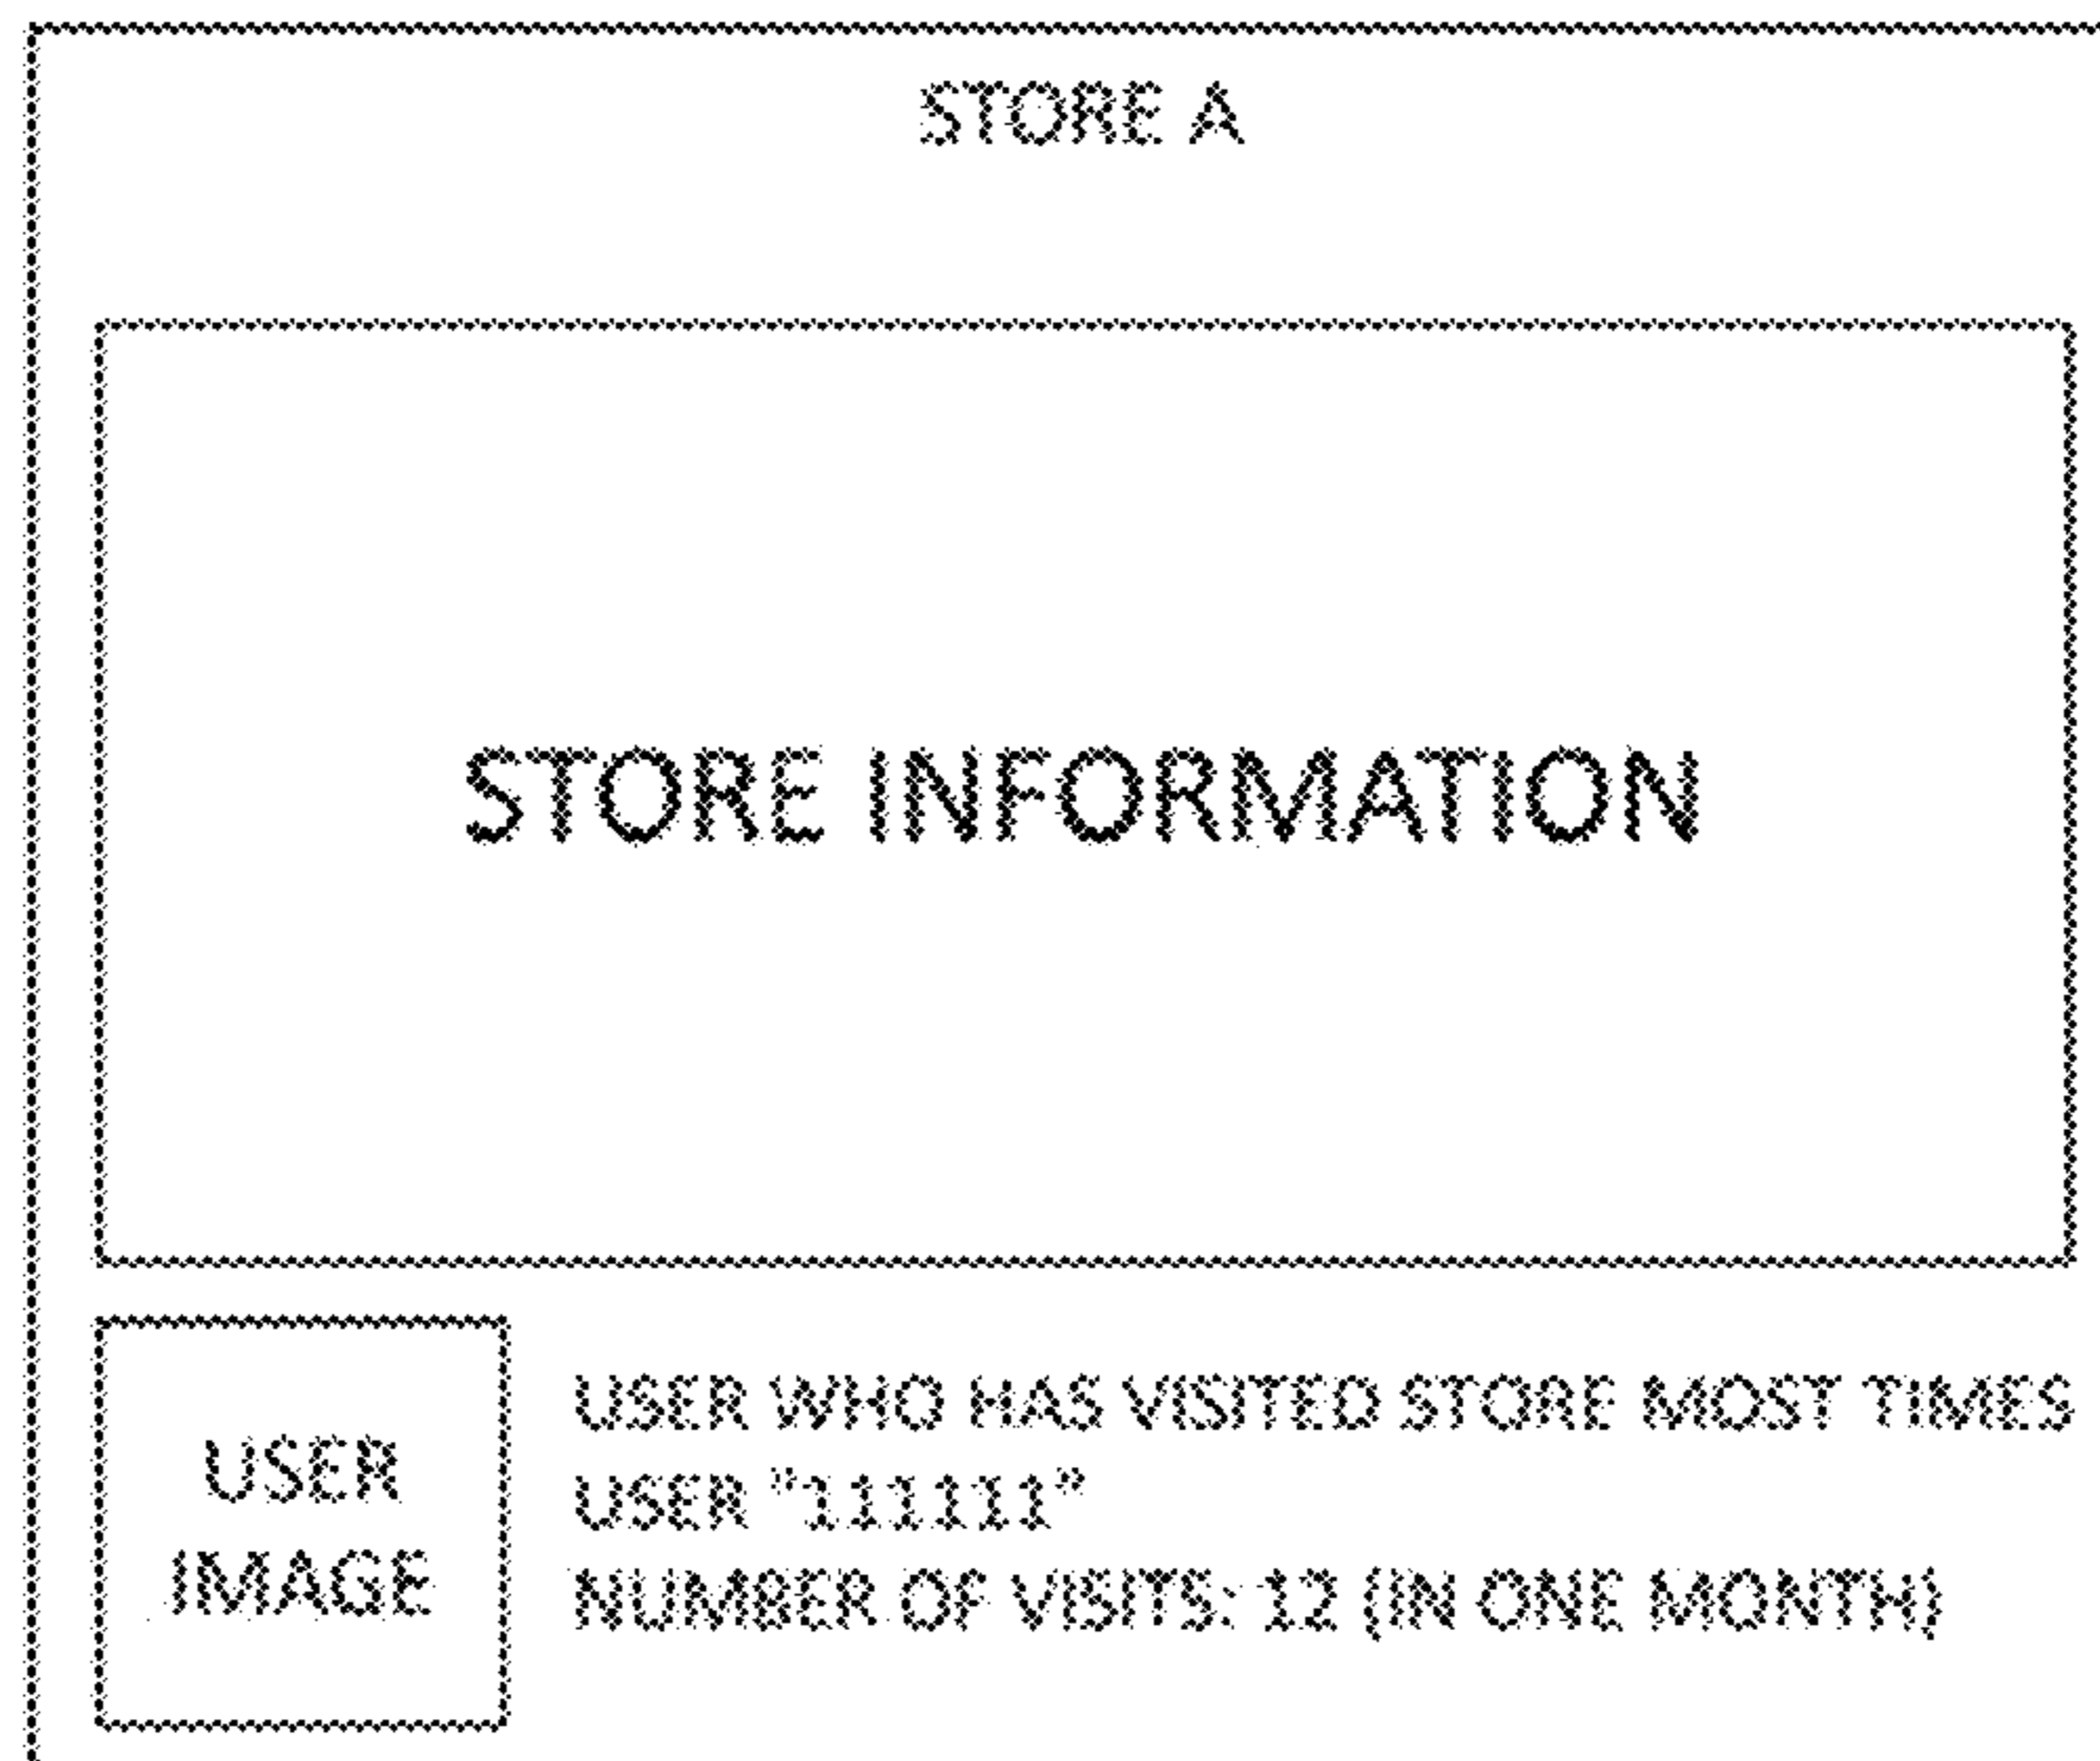 STORE A
STORE INFORMATION
USER
IMAGE
USER WHO HAS VISITED STORE MOST TIMES
USER "111111"
NUMBER OF VISITS: 12 (IN ONE MONTH)